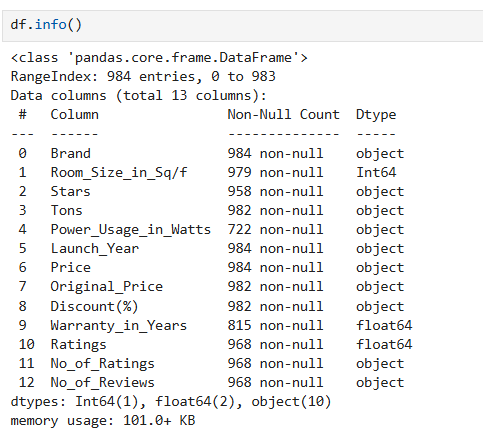 df.info()
<class 'pandas.core.frame.DataFrame'>
RangeIndex: 984 entries, 0 to 983
Data columns (total 13 columns):
 #   Column                Non-Null Count  Dtype
---  ------                --------------  -----
 0   Brand                 984 non-null    object
 1   Room_Size_in_Sq/f     979 non-null    Int64
 2   Stars                 958 non-null    object
 3   Tons                  982 non-null    object
 4   Power_Usage_in_Watts  722 non-null    object
 5   Launch_Year           984 non-null    object
 6   Price                 984 non-null    object
 7   Original_Price        982 non-null    object
 8   Discount(%)           982 non-null    object
 9   Warranty_in_Years     815 non-null    float64
 10  Ratings               968 non-null    float64
 11  No_of_Ratings         968 non-null    object
 12  No_of_Reviews         968 non-null    object
dtypes: Int64(1), float64(2), object(10)
memory usage: 101.0+ KB